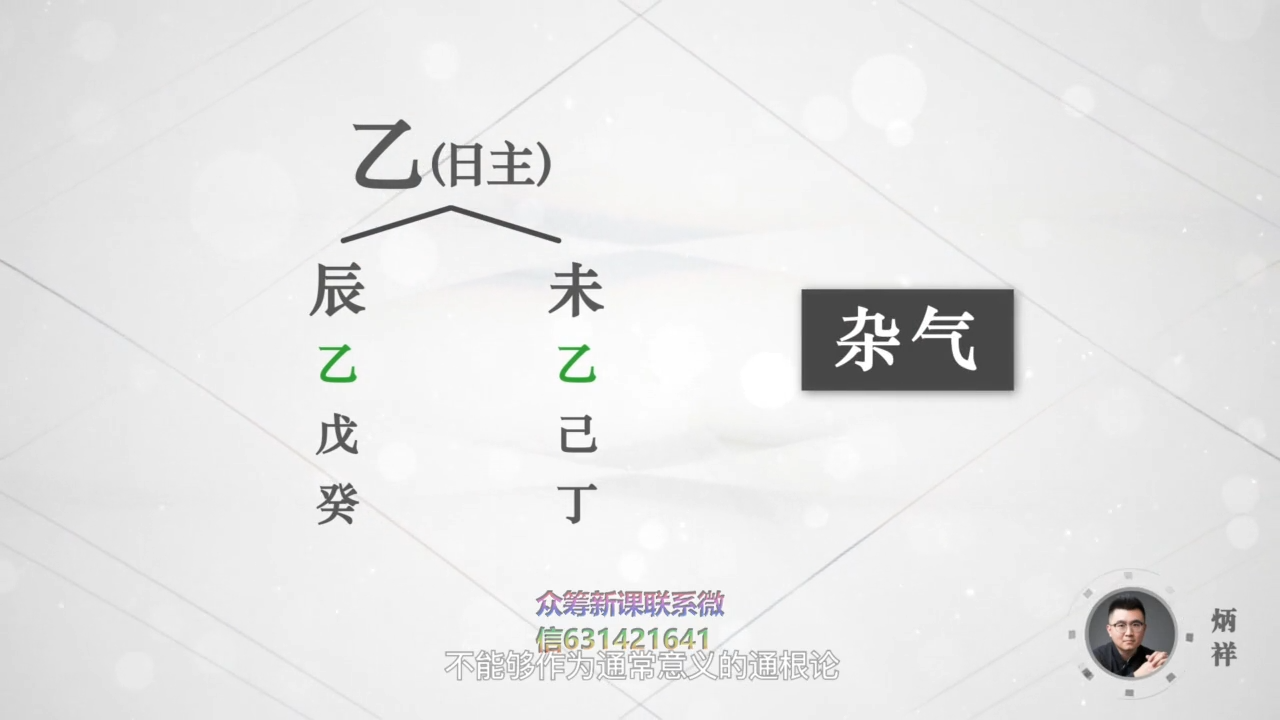 乙(日主)
辰 未
乙 乙
戊 己
癸 丁
杂气
众筹新课联系微
信631421641
不能够作为通常意义的通根论
炳祥